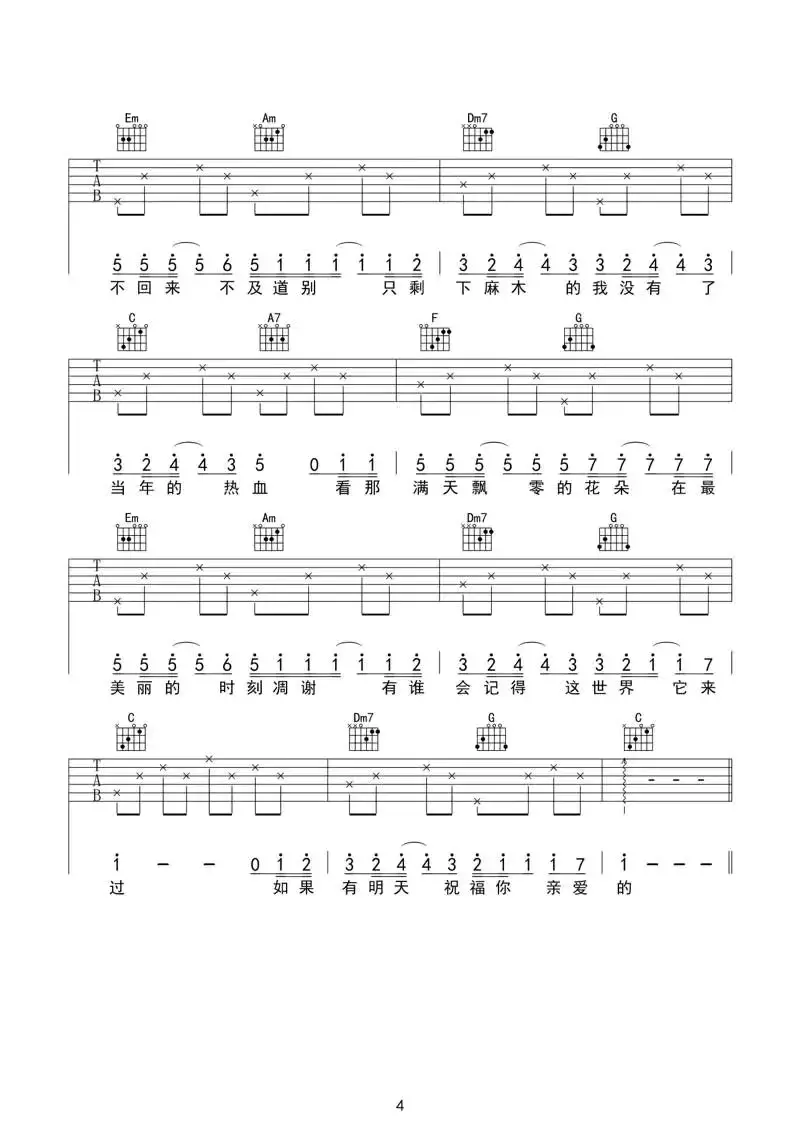 Em Am Dm7 G
T
A
B
5 5 5 5 6 5 1 1 1 1 1 2 3 2 4 4 3 3 2 4 4 3
不回来 不及道别 只剩 下麻木 的我没有 了
C A7 F G
T
A
B
3 2 4 4 3 5 0 1 1 5 5 5 5 5 5 7 7 7 7 7
当年的 热血 看那 满天飘 零的花朵 在最
Em Am Dm7 G
T
A
B
5 5 5 5 6 5 1 1 1 1 1 2 3 2 4 4 3 3 2 1 1 7
美丽的 时刻凋谢 有谁 会记得 这世界 它来
C Dm7 G C
T
A
B
1 – – 0 1 2 3 2 4 4 3 2 1 1 1 7 1 – – –
过 如果 有明天 祝福你 亲爱的
4